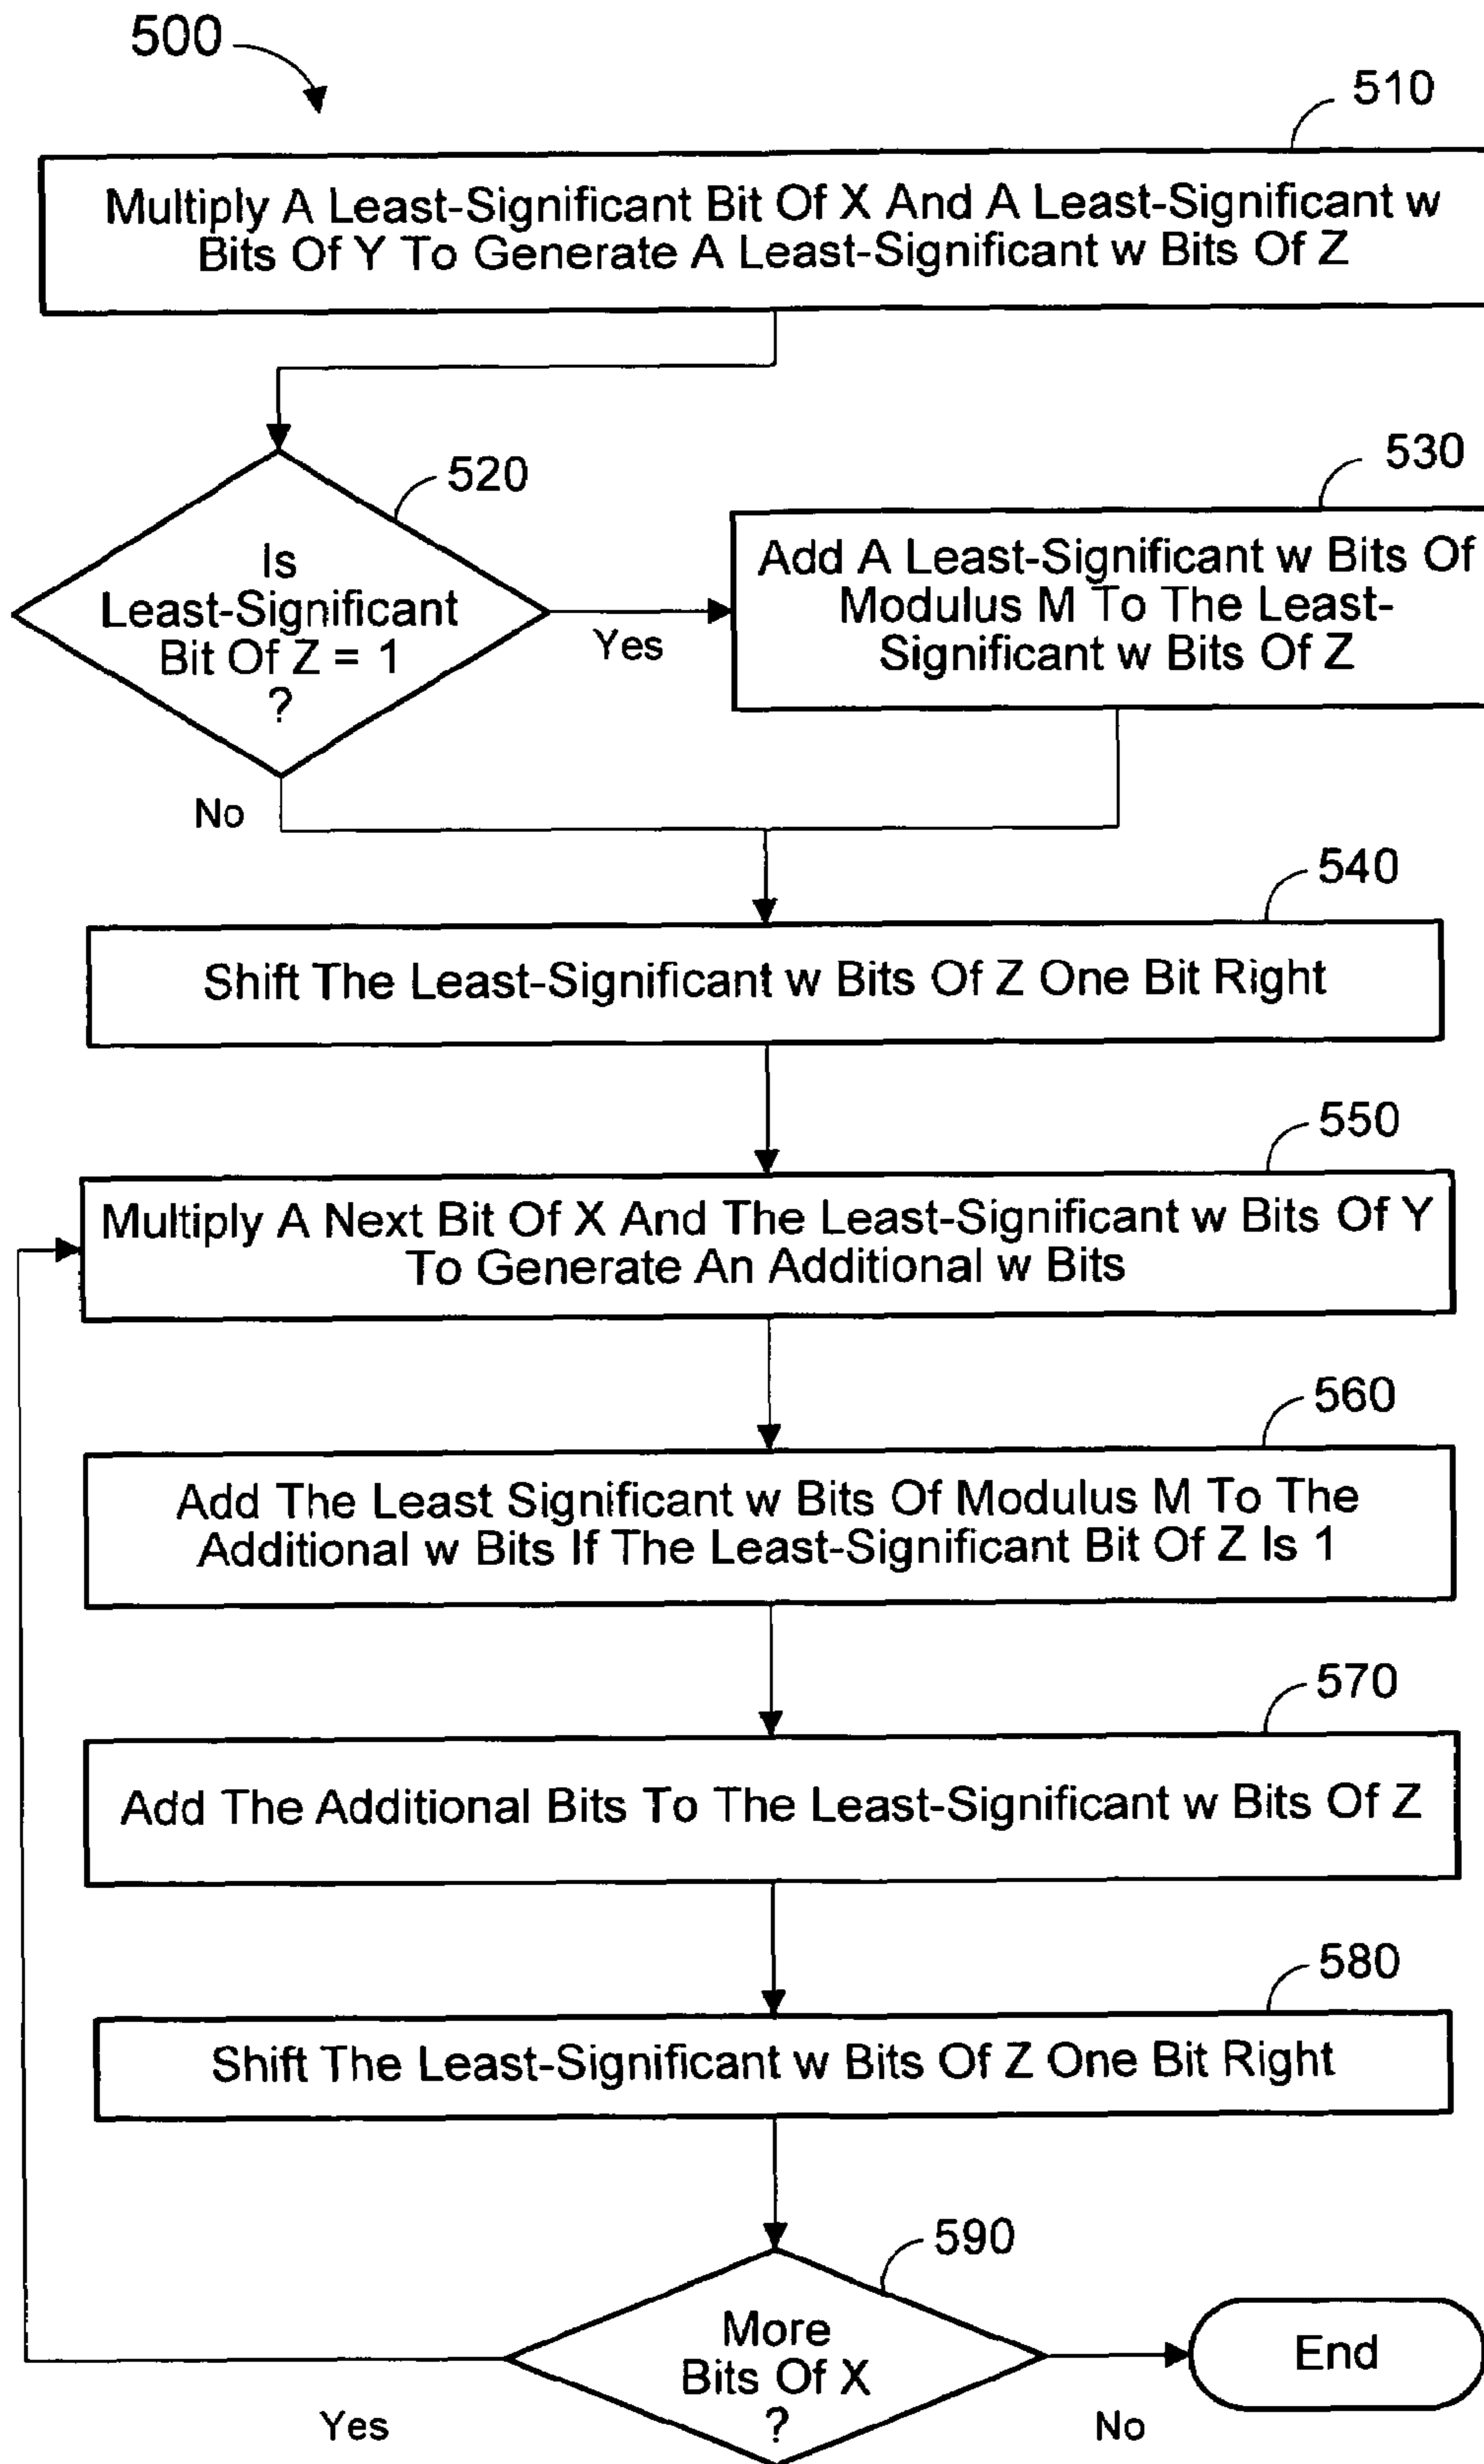 500
510
Multiply A Least-Significant Bit Of X And A Least-Significant w
Bits Of Y To Generate A Least-Significant w Bits Of Z
520
Is
Least-Significant
Bit Of Z = 1
?
Yes
530
Add A Least-Significant w Bits Of
Modulus M To The Least-
Significant w Bits Of Z
No
540
Shift The Least-Significant w Bits Of Z One Bit Right
550
Multiply A Next Bit Of X And The Least-Significant w Bits Of Y
To Generate An Additional w Bits
560
Add The Least Significant w Bits Of Modulus M To The
Additional w Bits If The Least-Significant Bit Of Z Is 1
570
Add The Additional Bits To The Least-Significant w Bits Of Z
580
Shift The Least-Significant w Bits Of Z One Bit Right
590
More
Bits Of X
?
Yes
No
End